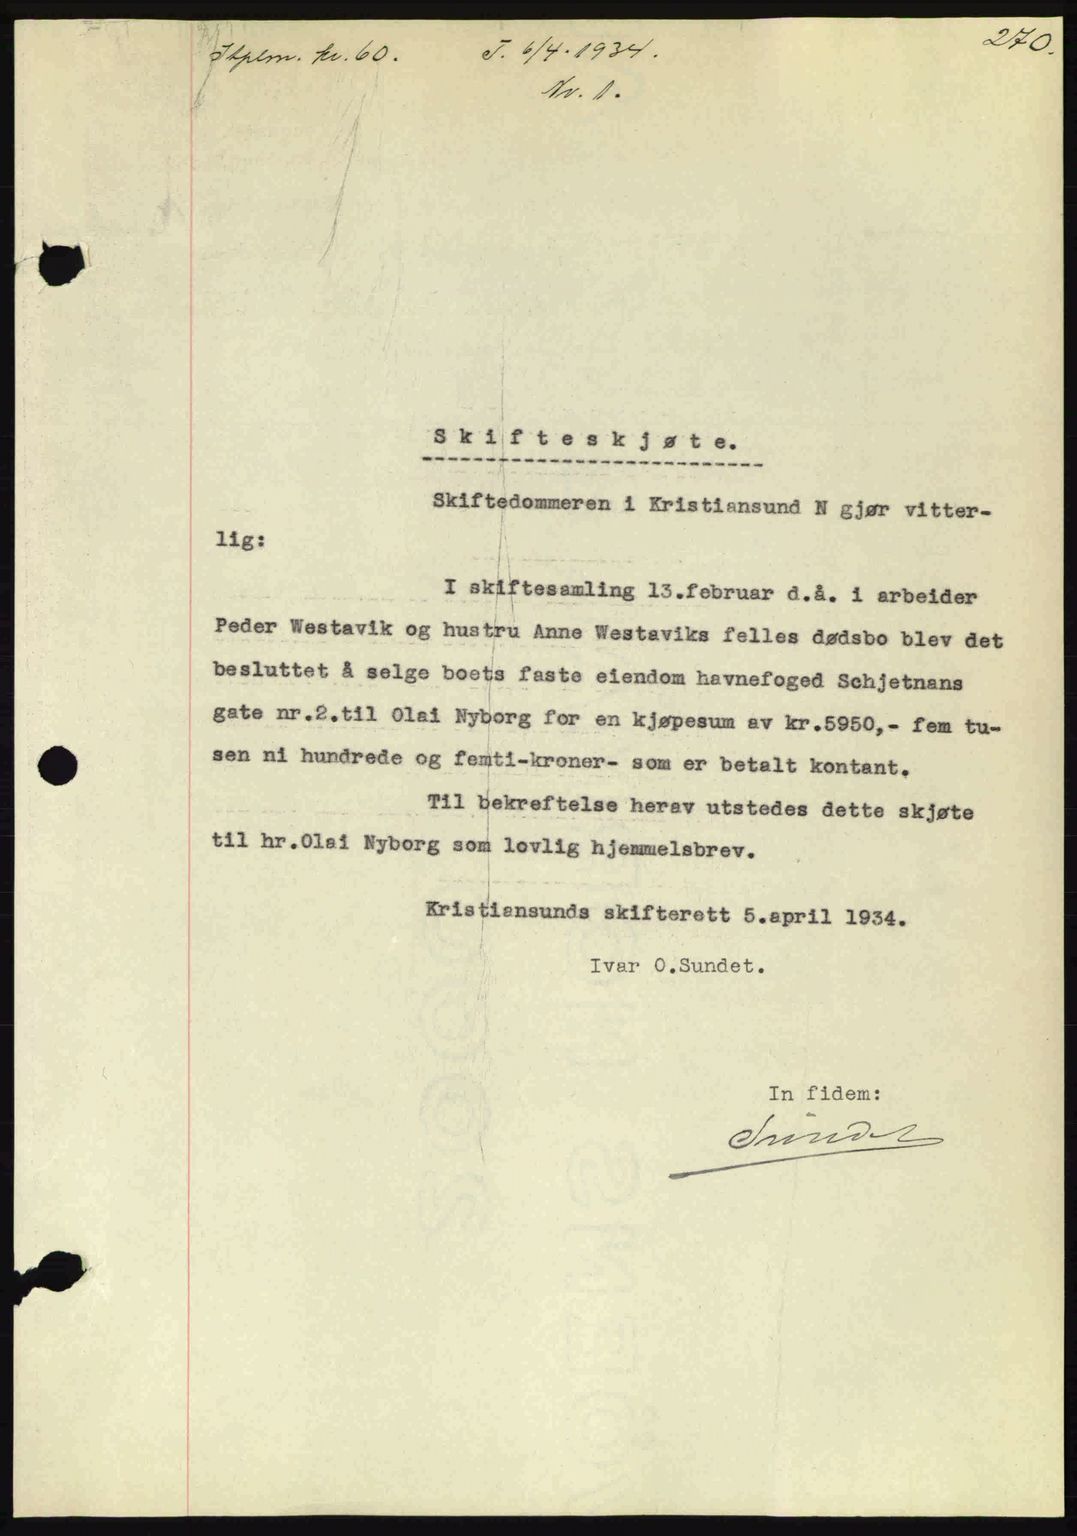 Stplm. kr. 60. T. 6/4-1934. 270.
Nr. 1.
Skifteskjøte.
Skiftedommeren i Kristiansund N gjør vitter-
lig:
I skiftesamling 13.februar d.å. i arbeider
Peder Westavik og hustru Anne Westaviks felles dødsbo blev det
besluttet å selge boets faste eiendom havnefoged Schjetnans
gate nr.2.til Olai Nyborg for en kjøpesum av kr.5950,- fem tu-
sen ni hundrede og femti-kroner- som er betalt kontant.
Til bekreftelse herav utstedes dette skjøte
til hr.Olai Nyborg som lovlig hjemmelsbrev.
Kristiansunds skifterett 5.april 1934.
Ivar O.Sundet.
In fidem:
Sundet